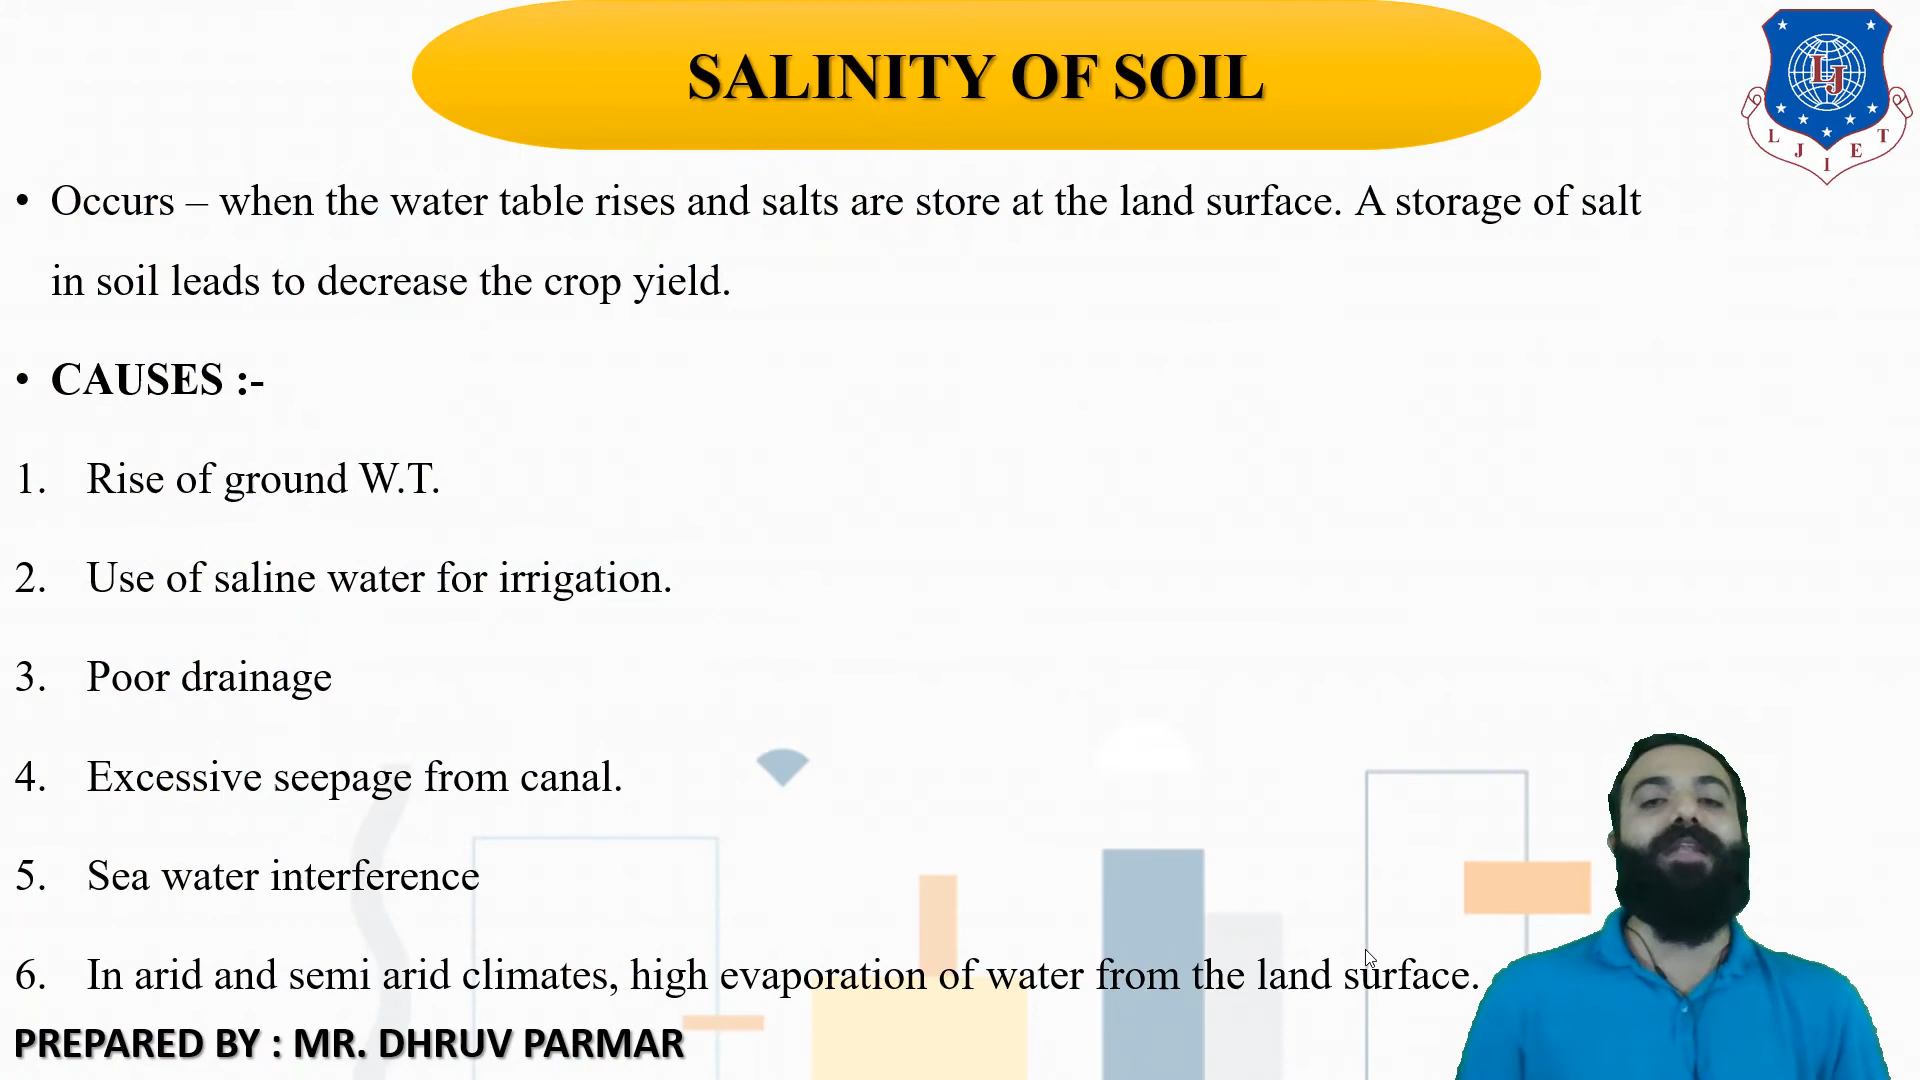 SALINITY OF SOIL
LJ
L J I E T
• Occurs – when the water table rises and salts are store at the land surface. A storage of salt
in soil leads to decrease the crop yield.
• CAUSES :-
1. Rise of ground W.T.
2. Use of saline water for irrigation.
3. Poor drainage
4. Excessive seepage from canal.
5. Sea water interference
6. In arid and semi arid climates, high evaporation of water from the land surface.
PREPARED BY : MR. DHRUV PARMAR